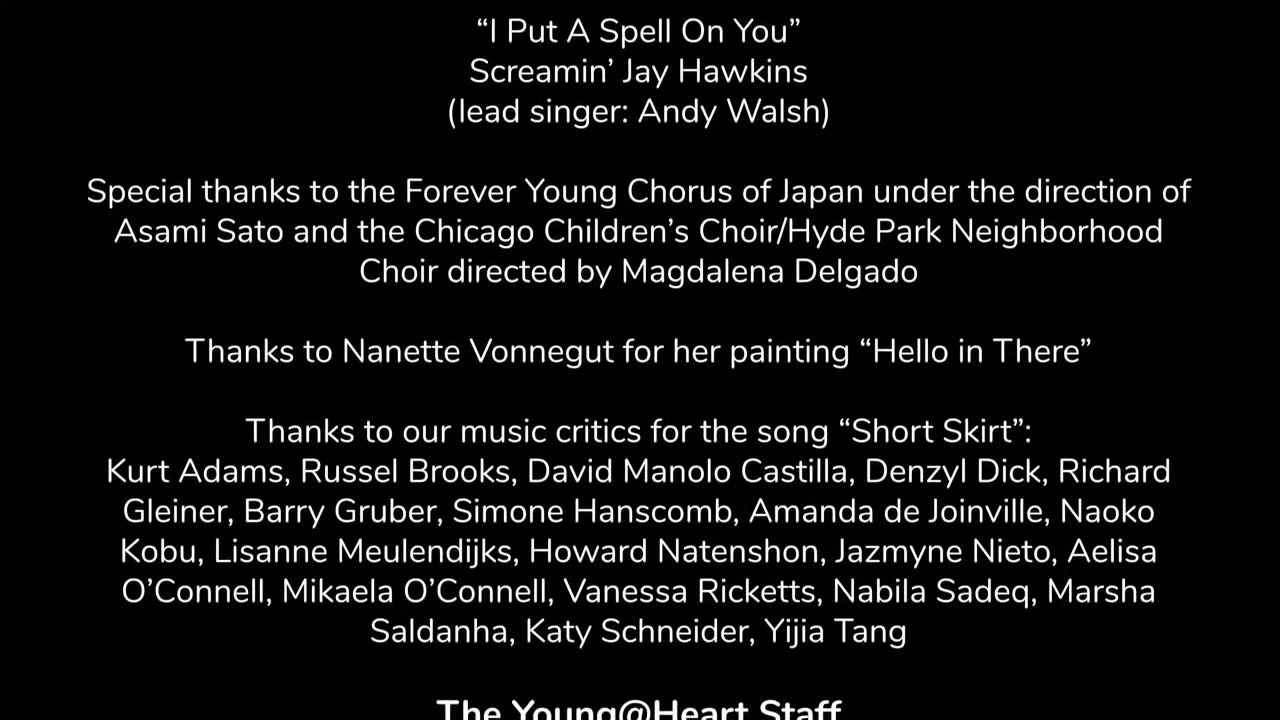 “I Put A Spell On You”
Screamin’ Jay Hawkins
(lead singer: Andy Walsh)
Special thanks to the Forever Young Chorus of Japan under the direction of
Asami Sato and the Chicago Children’s Choir/Hyde Park Neighborhood
Choir directed by Magdalena Delgado
Thanks to Nanette Vonnegut for her painting “Hello in There”
Thanks to our music critics for the song “Short Skirt”:
Kurt Adams, Russel Brooks, David Manolo Castilla, Denzyl Dick, Richard
Gleiner, Barry Gruber, Simone Hanscomb, Amanda de Joinville, Naoko
Kobu, Lisanne Meulendijks, Howard Natenshon, Jazmyne Nieto, Aelisa
O’Connell, Mikaela O’Connell, Vanessa Ricketts, Nabila Sadeq, Marsha
Saldanha, Katy Schneider, Yijia Tang
The Young@Heart Staff